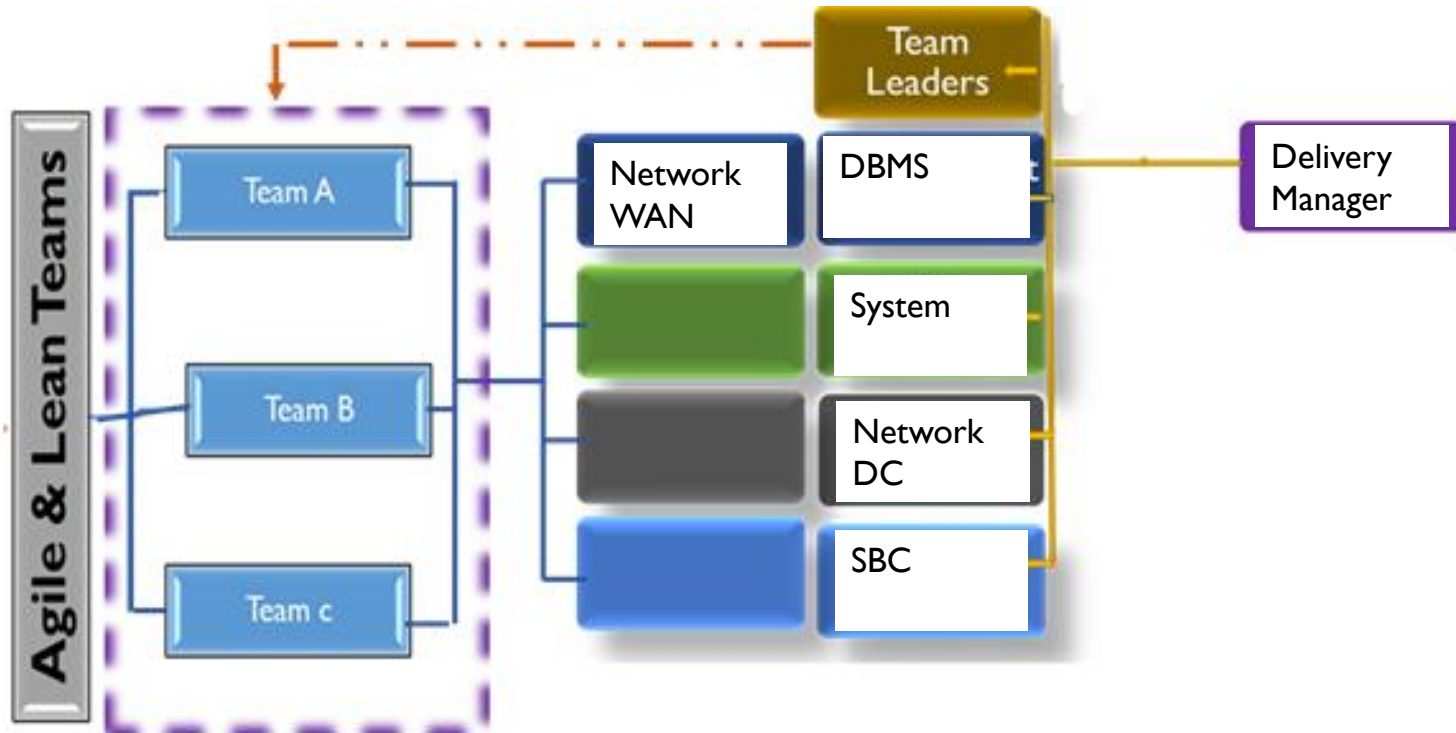 Agile & Lean Teams
Team
Leaders
Team A
Team B
Team c
Network
WAN
DBMS
t
System
Network
DC
SBC
Delivery
Manager